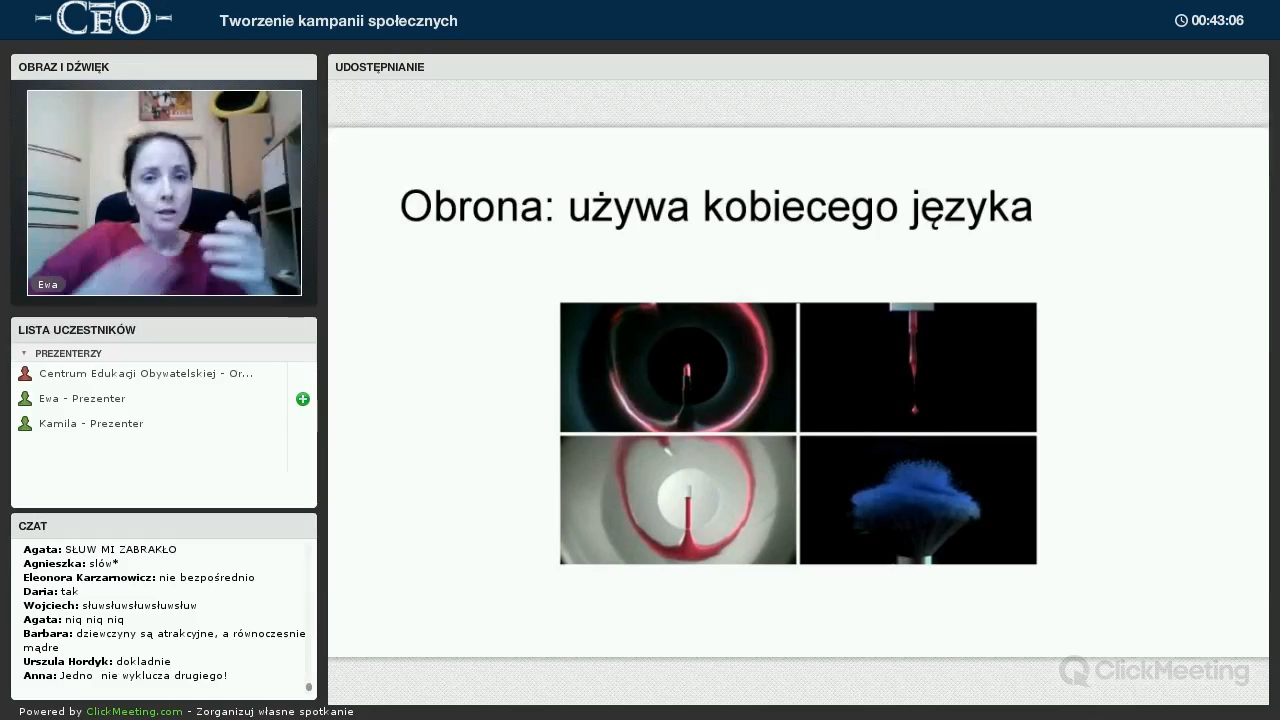 CEO
Tworzenie kampanii społecznych
00:43:06
OBRAZ I DŹWIĘK
Ewa
LISTA UCZESTNIKÓW
PREZENTERZY
Centrum Edukacji Obywatelskiej - Or...
Ewa - Prezenter
Kamila - Prezenter
CZAT
Agata: SŁUW MI ZABRAKŁO
Agnieszka: slów*
Eleonora Karzarnowicz: nie bezpośrednio
Daria: tak
Wojciech: słuwsłuwsłuwsłuwsłuw
Agata: niq niq niq
Barbara: dziewczyny są atrakcyjne, a równoczesnie
mądre
Urszula Hordyk: dokladnie
Anna: Jedno nie wyklucza drugiego!
Powered by ClickMeeting.com - Zorganizuj własne spotkanie
UDOSTĘPNIANIE
Obrona: używa kobiecego języka
ClickMeeting